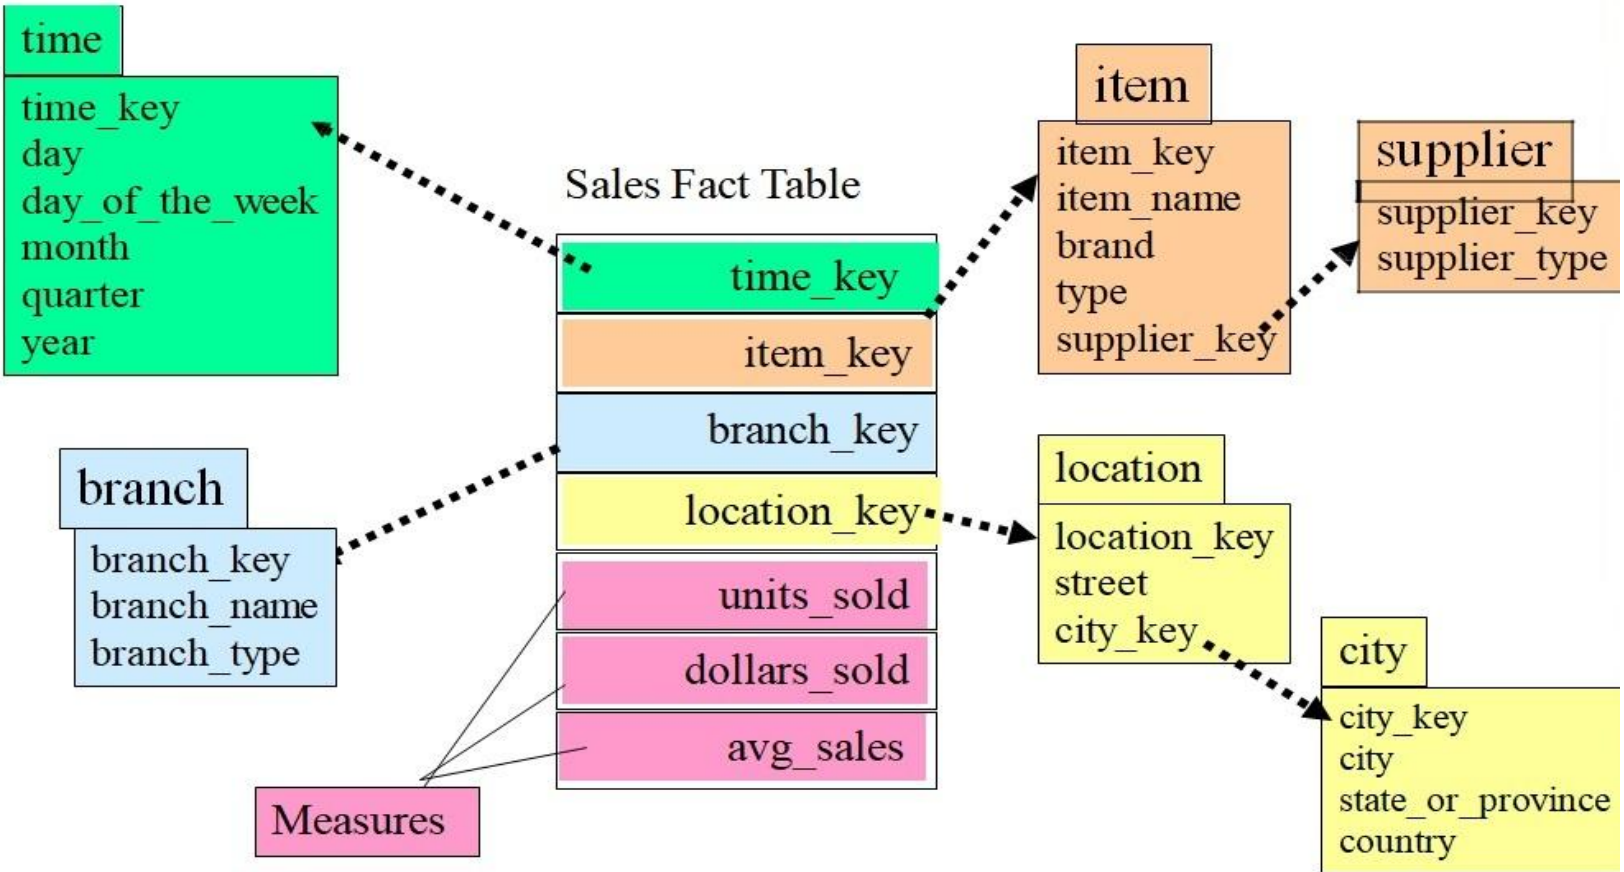 time
time_key
day
day_of_the_week
month
quarter
year
branch
branch_key
branch_name
branch_type
Sales Fact Table
time_key
item_key
branch_key
location_key
units_sold
dollars_sold
avg_sales
Measures
item
item_key
item_name
brand
type
supplier_key
supplier
supplier_key
supplier_type
location
location_key
street
city_key
city
city_key
city
state_or_province
country